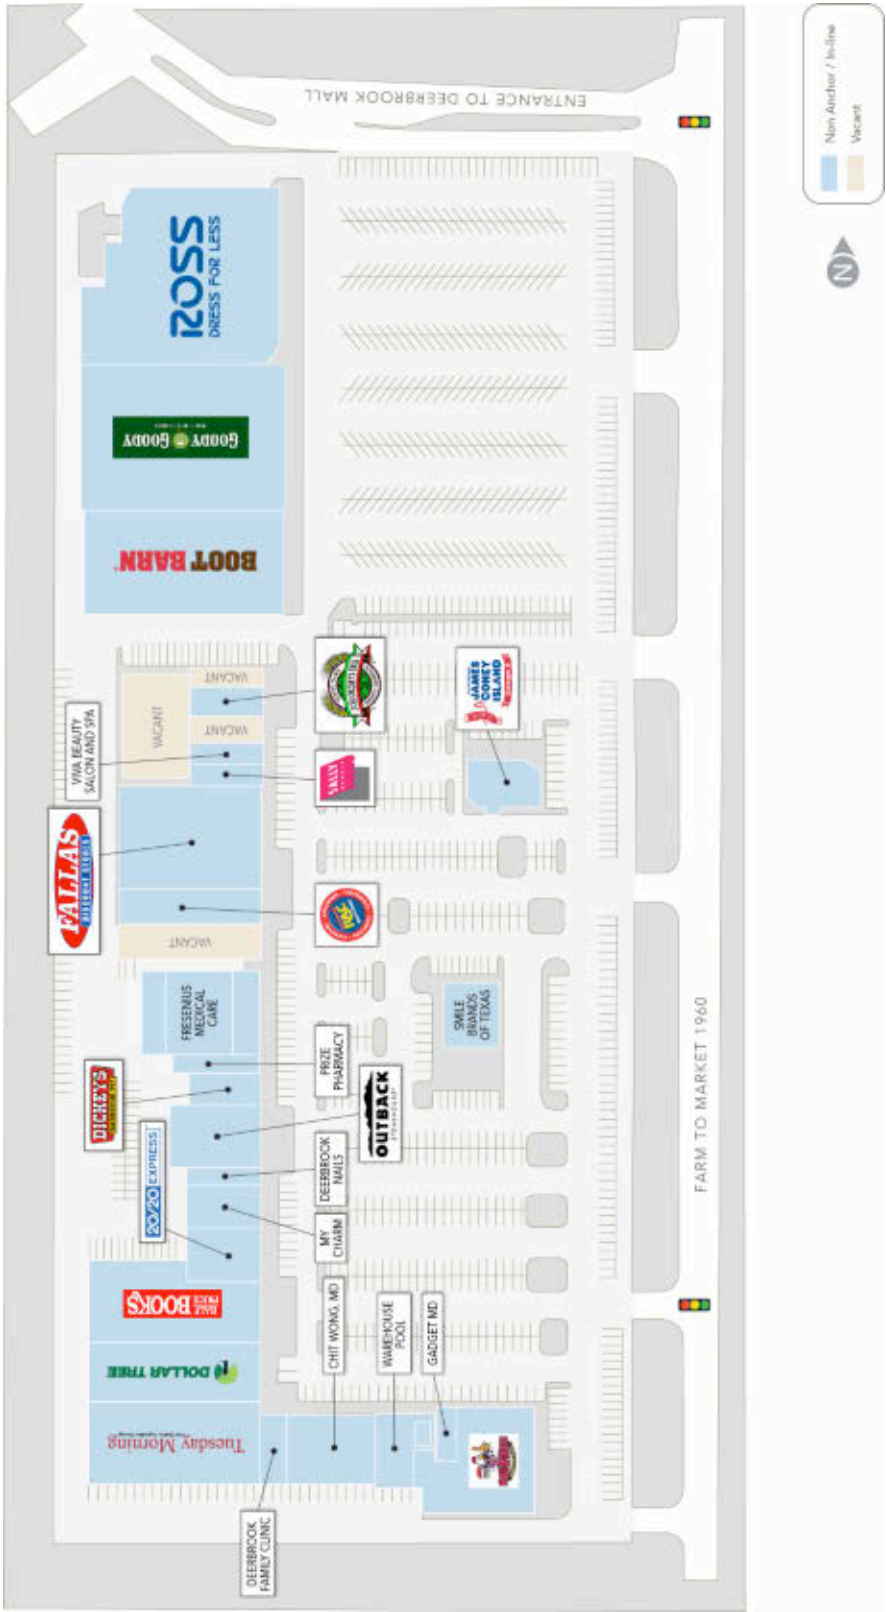 ENTRANCE TO DEERBROOK MALL
Non Anchor / In-line
Vacant
N
ROSS
DRESS FOR LESS
GOODY GOODY
BOOT BARN
VACANT
VACANT
VACANT
VIVA BEAUTY
SALON AND SPA
SALLY
JAMES
CONEY
ISLAND
FALLAS
VACANT
FRESENIUS
MEDICAL
CARE
SMILE
BRANDS
OF TEXAS
PRIZE
PHARMACY
DICKEY'S
OUTBACK
STEAKHOUSE
20/20 EXPRESS
DEERBROOK
NAILS
MY
CHARM
FARM TO MARKET 1960
HALF
PRICE
BOOKS
DOLLAR TREE
Tuesday Morning
CHIT WONG, MD
WAREHOUSE
POOL
GADGET MD
DEERBROOK
FAMILY CLINIC